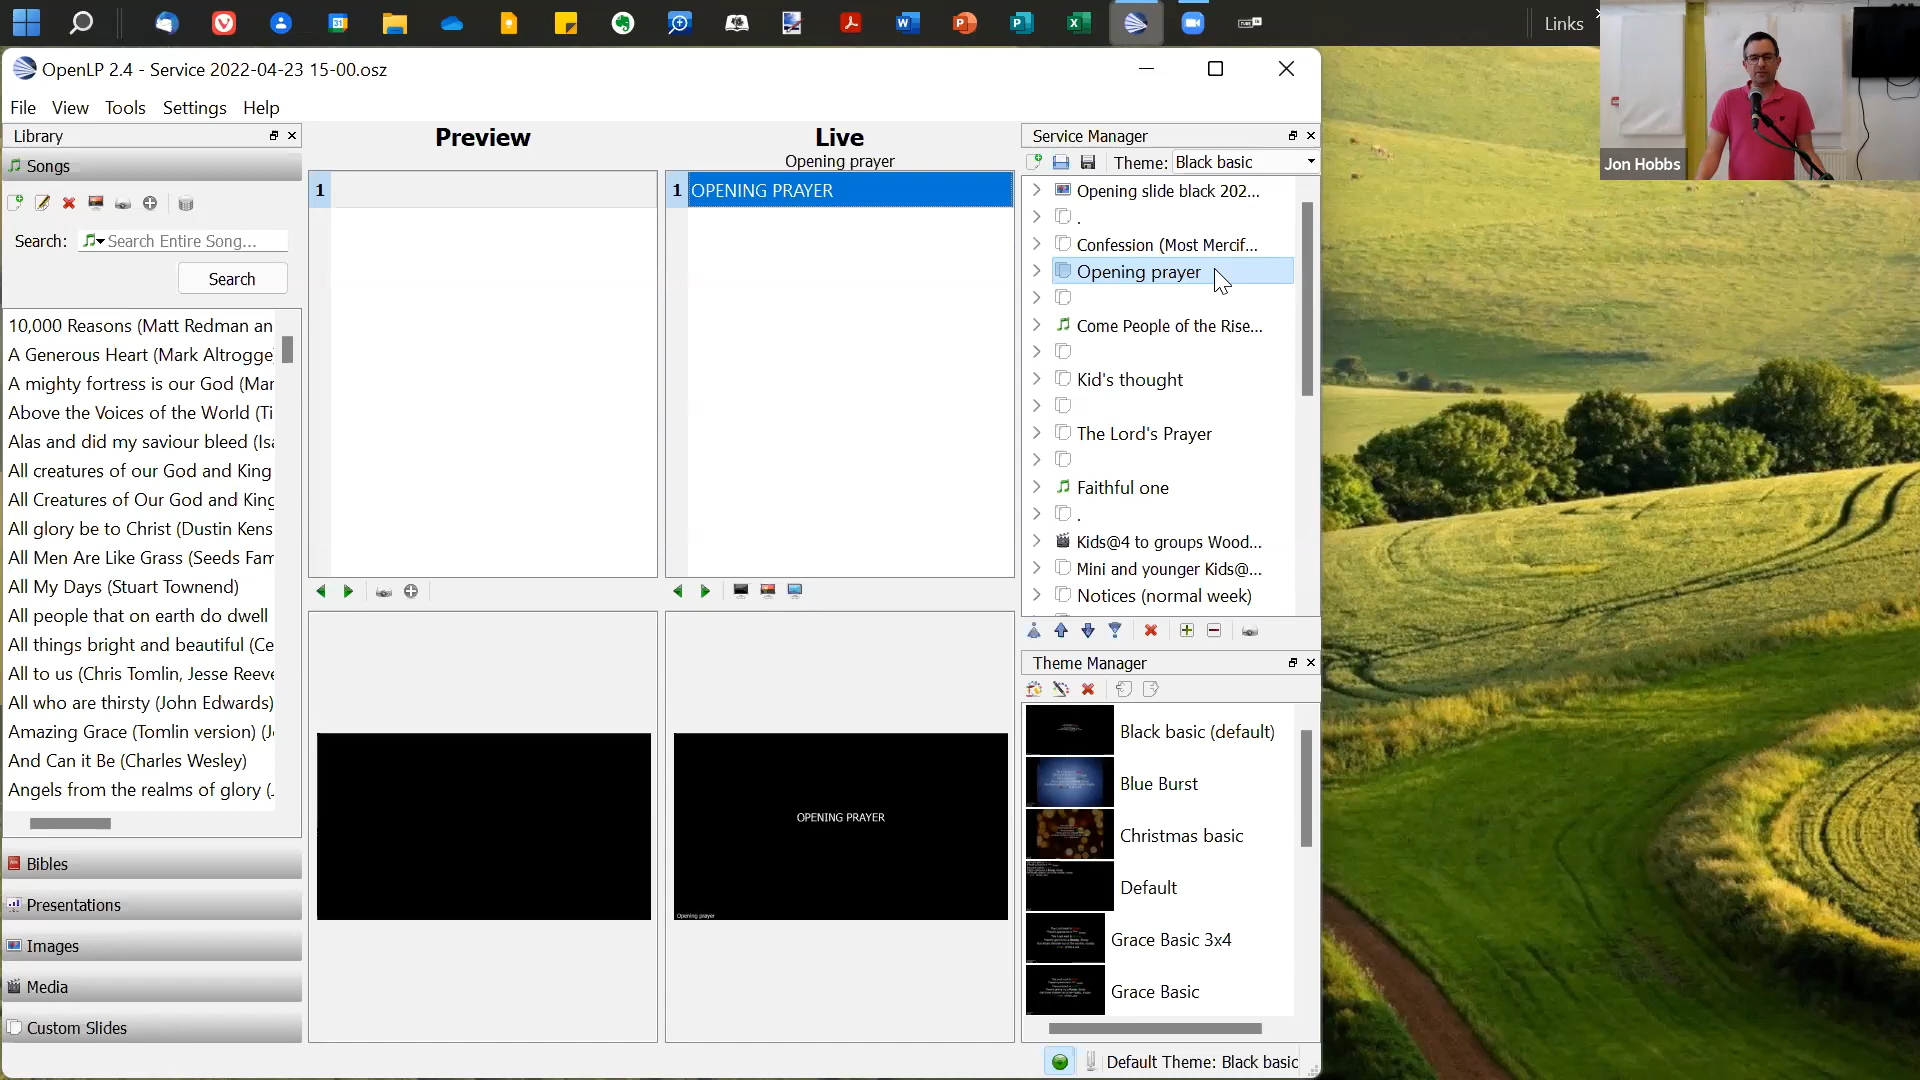 Links
OpenLP 2.4 - Service 2022-04-23 15-00.osz
File View Tools Settings Help
Jon Hobbs
Library
Songs
Search: Search Entire Song...
Search
10,000 Reasons (Matt Redman an
A Generous Heart (Mark Altrogge
A mighty fortress is our God (Mar
Above the Voices of the World (Ti
Alas and did my saviour bleed (Isa
All creatures of our God and King
All Creatures of Our God and King
All glory be to Christ (Dustin Kens
All Men Are Like Grass (Seeds Fam
All My Days (Stuart Townend)
All people that on earth do dwell
All things bright and beautiful (Ce
All to us (Chris Tomlin, Jesse Reeve
All who are thirsty (John Edwards)
Amazing Grace (Tomlin version) (J
And Can it Be (Charles Wesley)
Angels from the realms of glory (J
Bibles
Presentations
Images
Media
Custom Slides
Preview
1
Live
Opening prayer
1 OPENING PRAYER
OPENING PRAYER
Opening prayer
Service Manager
Theme: Black basic
Opening slide black 202...
.
Confession (Most Mercif...
Opening prayer
Come People of the Rise...
Kid's thought
The Lord's Prayer
Faithful one
.
Kids@4 to groups Wood...
Mini and younger Kids@...
Notices (normal week)
Theme Manager
Black basic (default)
Blue Burst
Christmas basic
Default
Grace Basic 3x4
Grace Basic
Default Theme: Black basic